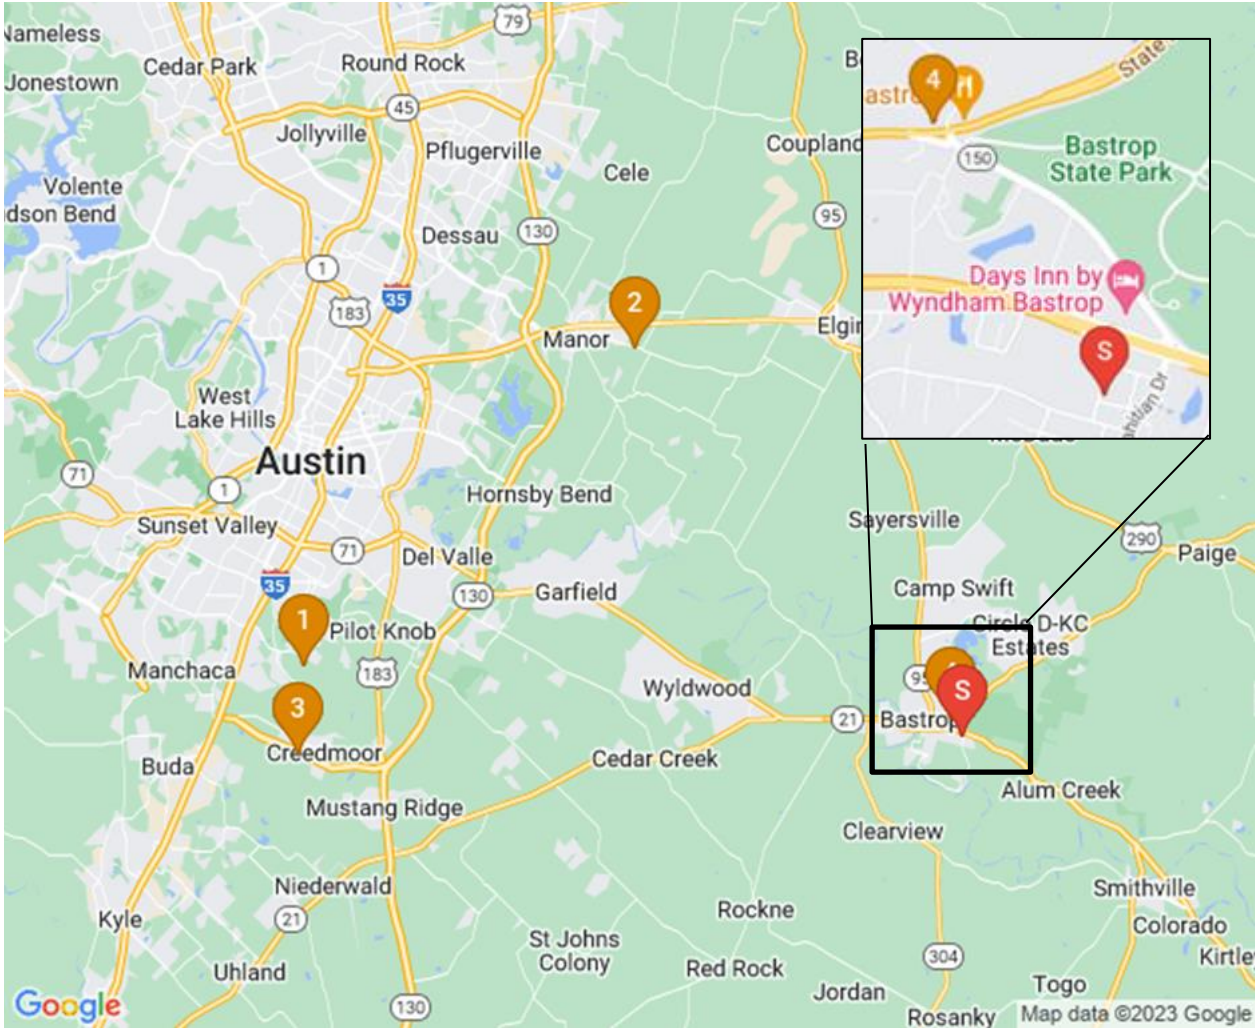 79
Nameless
Cedar Park
Round Rock
Jonestown
45
Jollyville
Pflugerville
Coupland
Cele
Volente
dson Bend
95
Dessau
130
1
35
183
2
Manor
Elgin
West
Lake Hills
Austin
71
1
Hornsby Bend
Sunset Valley
71
Del Valle
Sayersville
290
Paige
35
130
Garfield
Camp Swift
1
Pilot Knob
Circle D-KC
Estates
Manchaca
183
Wyldwood
95
S
3
21
Bastrop
Creedmoor
Buda
Cedar Creek
Alum Creek
Mustang Ridge
Clearview
Niederwald
Smithville
Kyle
21
Rockne
Colorado
St Johns
Colony
304
Uhland
Red Rock
Togo
Jordan
130
Rosanky
Google
Map data ©2023 Google
4
State
150
Bastrop
State Park
Days Inn by
Wyndham Bastrop
S